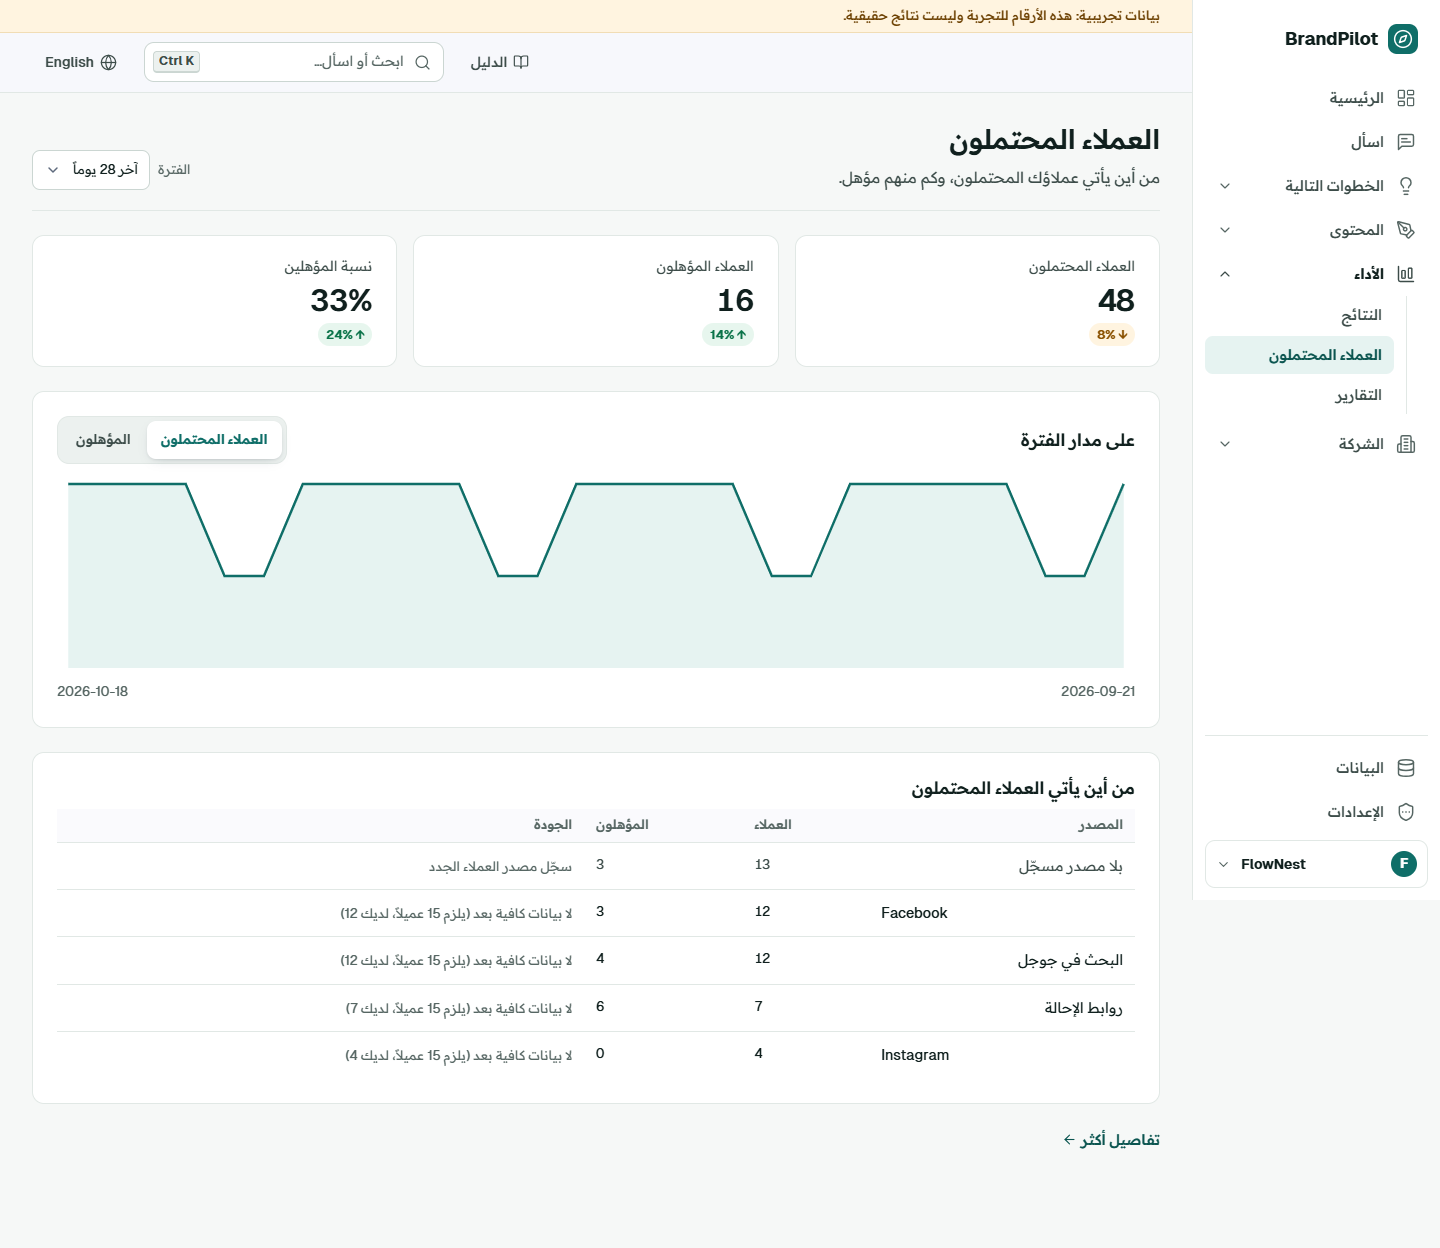 بيانات تجريبية: هذه الأرقام للتجربة وليست نتائج حقيقية.
BrandPilot
الرئيسية
اسأل
الخطوات التالية
المحتوى
الأداء
النتائج
العملاء المحتملون
التقارير
الشركة
البيانات
الإعدادات
F FlowNest
الدليل
ابحث أو اسأل...
Ctrl K
English
العملاء المحتملون
من أين يأتي عملاؤك المحتملون، وكم منهم مؤهل.
الفترة
آخر 28 يوماً
العملاء المحتملون
48
↓ 8%
العملاء المؤهلون
16
↑ 14%
نسبة المؤهلين
33%
↑ 24%
على مدار الفترة
العملاء المحتملون المؤهلون
2026-09-21 2026-10-18
من أين يأتي العملاء المحتملون
المصدر العملاء المؤهلون الجودة
بلا مصدر مسجّل 13 3 سجّل مصدر العملاء الجدد
Facebook 12 3 لا بيانات كافية بعد (يلزم 15 عميلاً، لديك 12)
البحث في جوجل 12 4 لا بيانات كافية بعد (يلزم 15 عميلاً، لديك 12)
روابط الإحالة 7 6 لا بيانات كافية بعد (يلزم 15 عميلاً، لديك 7)
Instagram 4 0 لا بيانات كافية بعد (يلزم 15 عميلاً، لديك 4)
تفاصيل أكثر ←